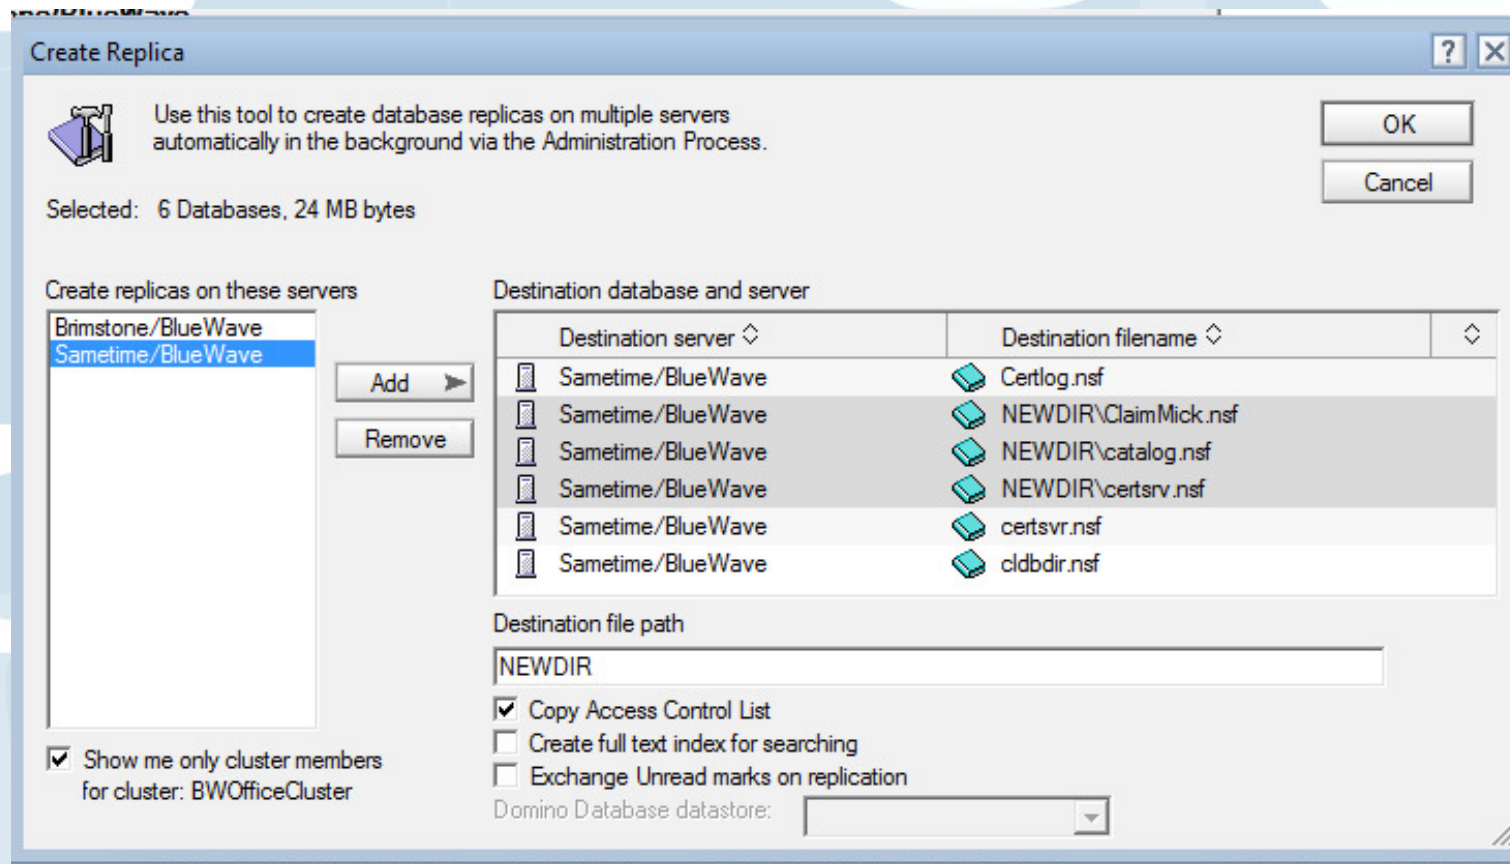 Create Replica
?
Use this tool to create database replicas on multiple servers
automatically in the background via the Administration Process.
OK
Cancel
Selected: 6 Databases, 24 MB bytes
Create replicas on these servers
Brimstone/BlueWave
Sametime/BlueWave
Add
Remove
Show me only cluster members
for cluster: BWOfficeCluster
Destination database and server
Destination server Destination filename
Sametime/BlueWave Certlog.nsf
Sametime/BlueWave NEWDIR\ClaimMick.nsf
Sametime/BlueWave NEWDIR\catalog.nsf
Sametime/BlueWave NEWDIR\certsrv.nsf
Sametime/BlueWave certsvr.nsf
Sametime/BlueWave cldbdir.nsf
Destination file path
NEWDIR
Copy Access Control List
Create full text index for searching
Exchange Unread marks on replication
Domino Database datastore: